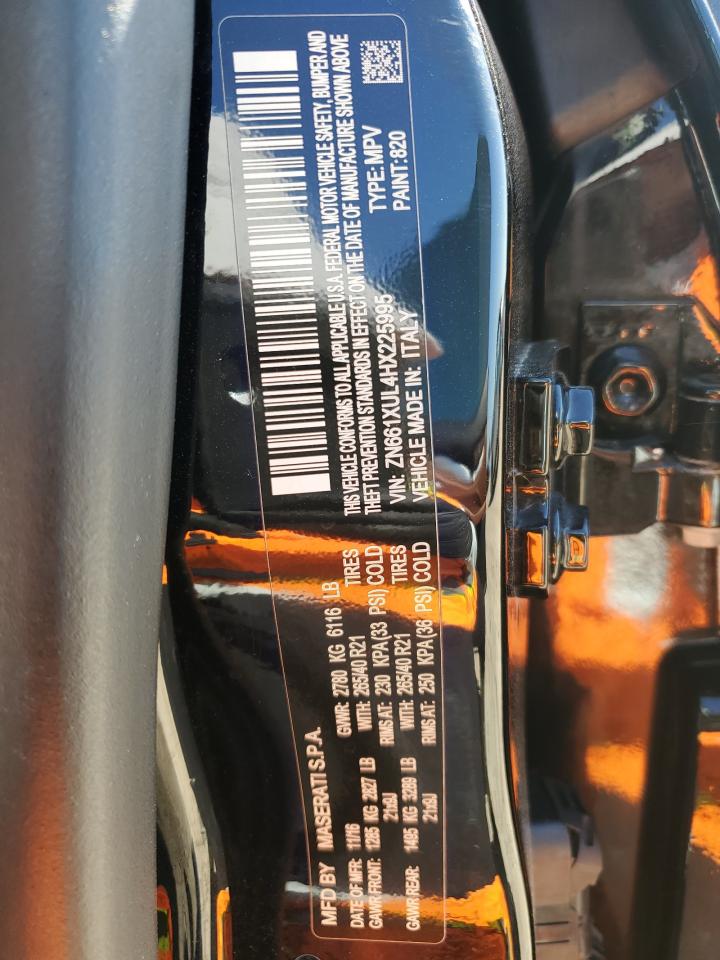 MFD BY MASERATI S.P.A.
DATE OF MFR: 11/16 GVWR: 2780 KG 6116 LB
GAWR FRONT: 1285 KG 2827 LB WITH: 265/40 R21 TIRES
21x9J RIMS AT: 230 KPA (33 PSI) COLD
GAWR REAR: 1495 KG 3289 LB WITH: 265/40 R21 TIRES
21x9J RIMS AT: 250 KPA (36 PSI) COLD
THIS VEHICLE CONFORMS TO ALL APPLICABLE U.S.A. FEDERAL MOTOR VEHICLE SAFETY, BUMPER AND
THEFT PREVENTION STANDARDS IN EFFECT ON THE DATE OF MANUFACTURE SHOWN ABOVE
VIN: ZN661XUL4HX225995 TYPE: MPV
VEHICLE MADE IN: ITALY PAINT: 820